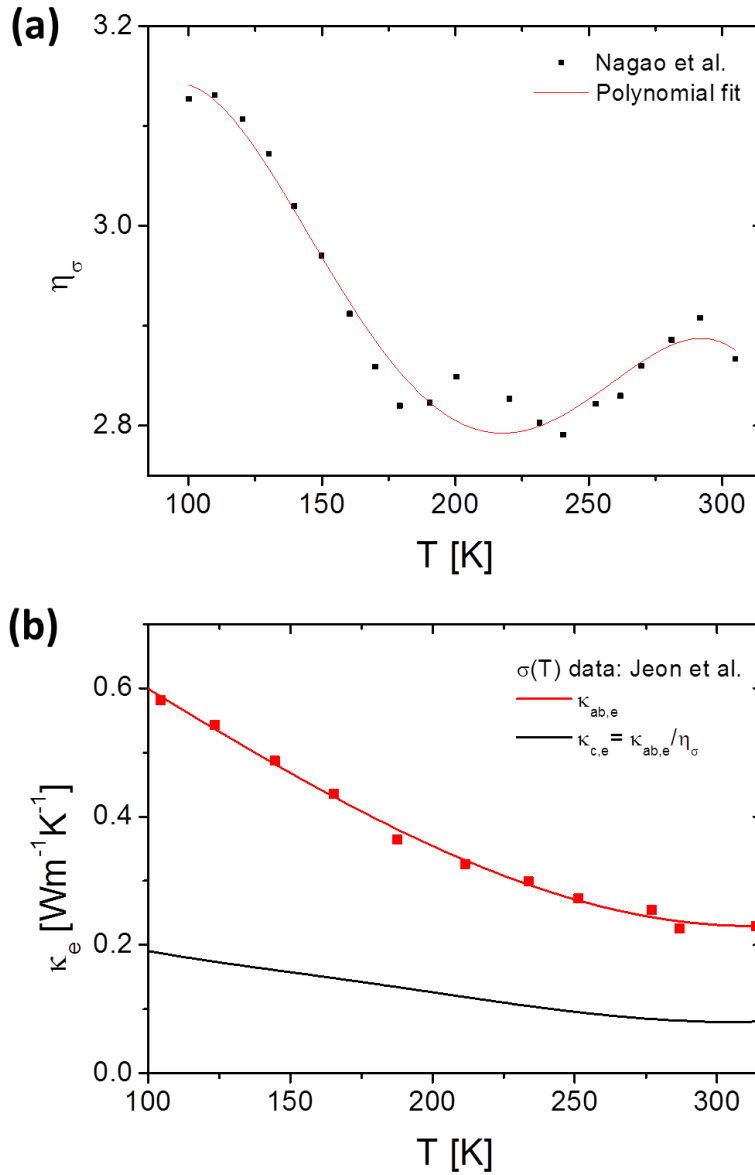 (a)
3.2
3.0
2.8
ησ
Nagao et al.
Polynomial fit
100
150
200
250
300
T [K]
(b)
0.6
0.4
0.2
0.0
κe [Wm-1K-1]
σ(T) data: Jeon et al.
κab,e
κc,e= κab,e/ησ
100
150
200
250
300
T [K]